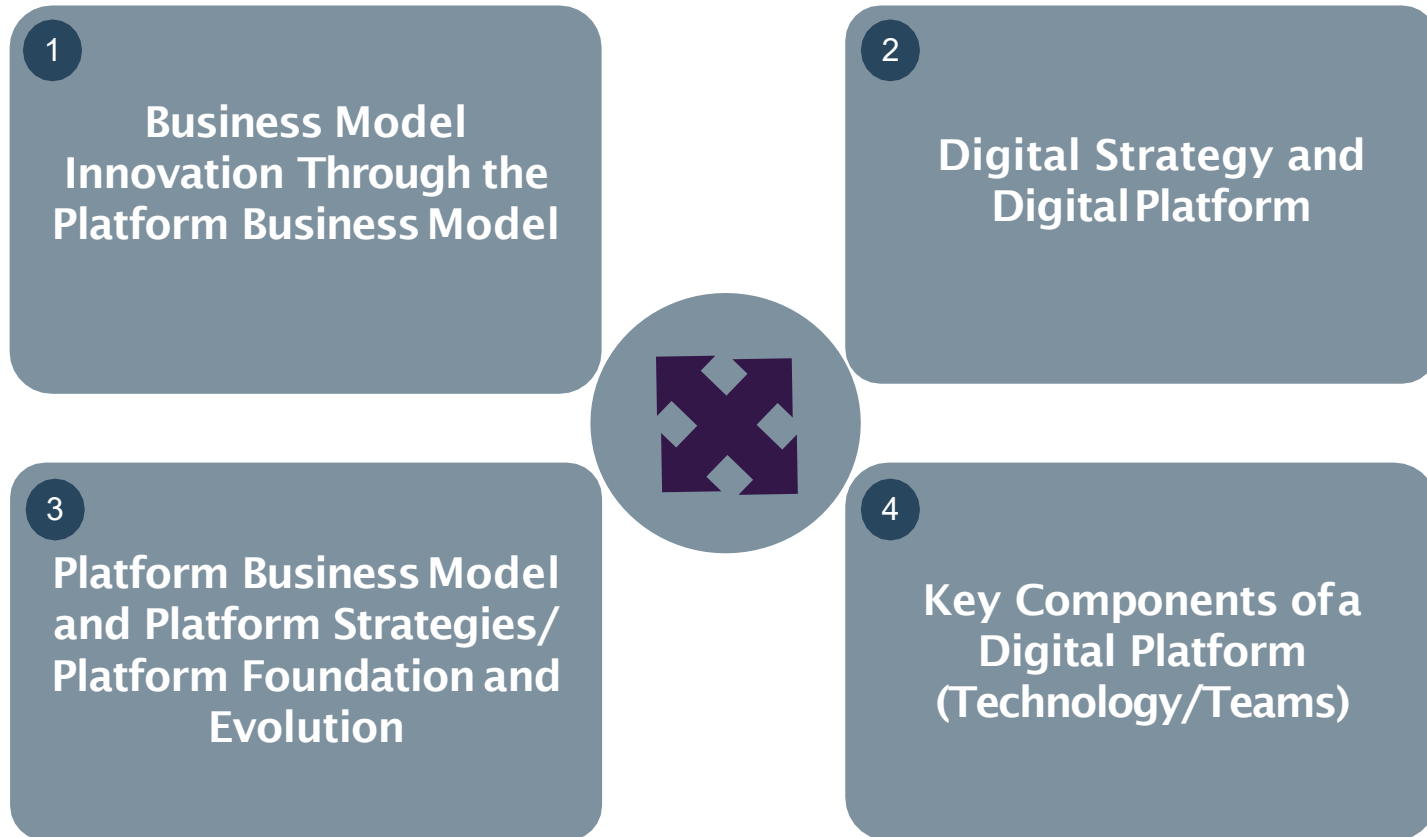 1
Business Model
Innovation Through the
Platform Business Model
2
Digital Strategy and
Digital Platform
3
Platform Business Model
and Platform Strategies/
Platform Foundation and
Evolution
4
Key Components of a
Digital Platform
(Technology/Teams)